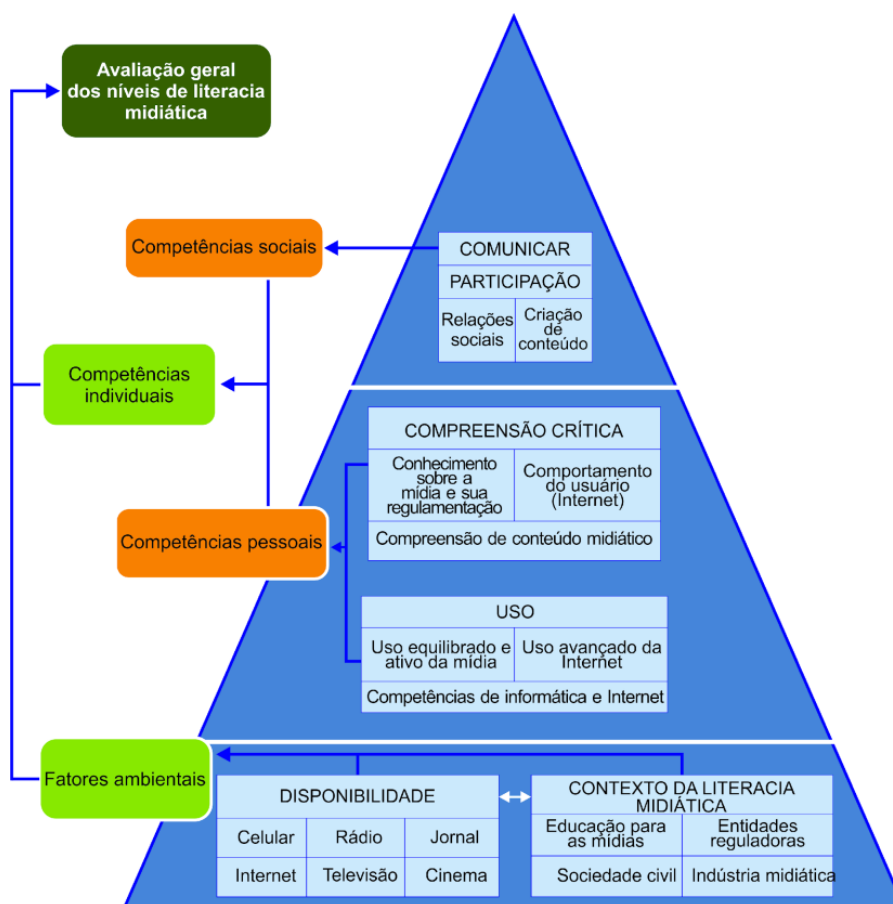 Avaliação geral
dos níveis de literacia
midiática
Competências sociais
COMUNICAR
PARTICIPAÇÃO
Relações
sociais
Criação
de
conteúdo
Competências
individuais
COMPREENSÃO CRÍTICA
Conhecimento
sobre a
mídia e sua
regulamentação
Comportamento
do usuário
(Internet)
Compreensão de conteúdo midiático
Competências pessoais
USO
Uso equilibrado e
ativo da mídia
Uso avançado da
Internet
Competências de informática e Internet
Fatores ambientais
DISPONIBILIDADE
Celular
Rádio
Jornal
Internet
Televisão
Cinema
CONTEXTO DA LITERACIA
MIDIÁTICA
Educação para
as mídias
Entidades
reguladoras
Sociedade civil
Indústria midiática